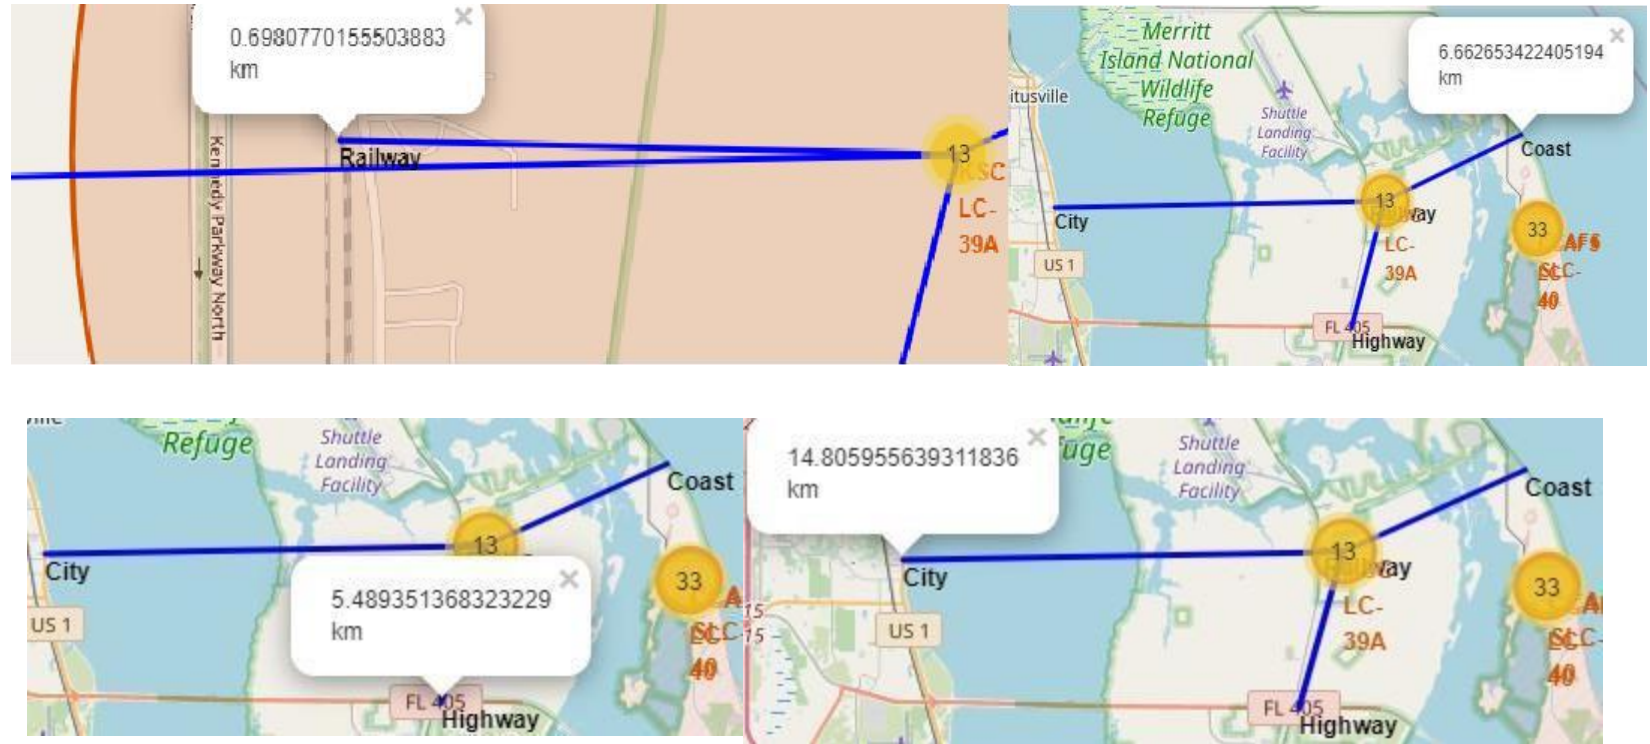 0.6980770155503883
km
Railway
Kennedy Parkway North
13
SC
LC-
39A
Merritt
Island National
Wildlife
Refuge
itusville
Shuttle
Landing
Facility
6.662653422405194
km
Coast
13
City
LC-
39A
33
US 1
FL 405
Highway
40
Refuge
Shuttle
Landing
Facility
Coast
13
City
33
5.489351368323229
km
US 1
40
FL 405
Highway
14.805955639311836
km
Shuttle
Landing
Facility
Coast
13
City
33
LC-
39A
US 1
15
15
40
FL 405
Highway